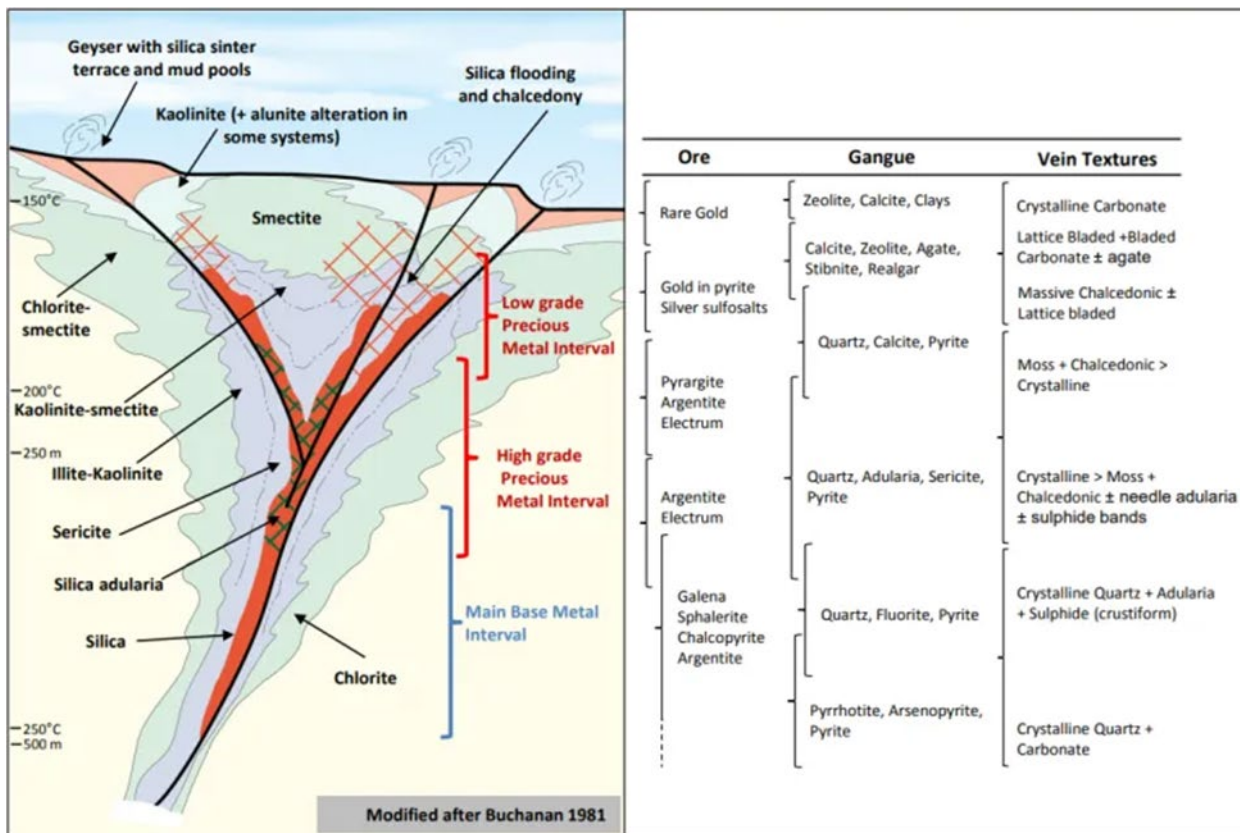 Geyser with silica sinter
terrace and mud pools
Kaolinite (+ alunite alteration in
some systems)
Silica flooding
and chalcedony
150°C
Smectite
Chlorite-
smectite
Low grade
Precious
Metal Interval
200°C
Kaolinite-smectite
250 m
Illite-Kaolinite
High grade
Precious
Metal Interval
Sericite
Silica adularia
Main Base Metal
Interval
Silica
Chlorite
250°C
500 m
Modified after Buchanan 1981
Ore
Gangue
Vein Textures
Rare Gold
Gold in pyrite
Silver sulfosalts
Pyrargite
Argentite
Electrum
Argentite
Electrum
Galena
Sphalerite
Chalcopyrite
Argentite
Zeolite, Calcite, Clays
Calcite, Zeolite, Agate,
Stibnite, Realgar
Quartz, Calcite, Pyrite
Quartz, Adularia, Sericite,
Pyrite
Quartz, Fluorite, Pyrite
Pyrrhotite, Arsenopyrite,
Pyrite
Crystalline Carbonate
Lattice Bladed +Bladed
Carbonate ± agate
Massive Chalcedonic ±
Lattice bladed
Moss + Chalcedonic >
Crystalline
Crystalline > Moss +
Chalcedonic ± needle adularia
± sulphide bands
Crystalline Quartz + Adularia
+ Sulphide (crustiform)
Crystalline Quartz +
Carbonate